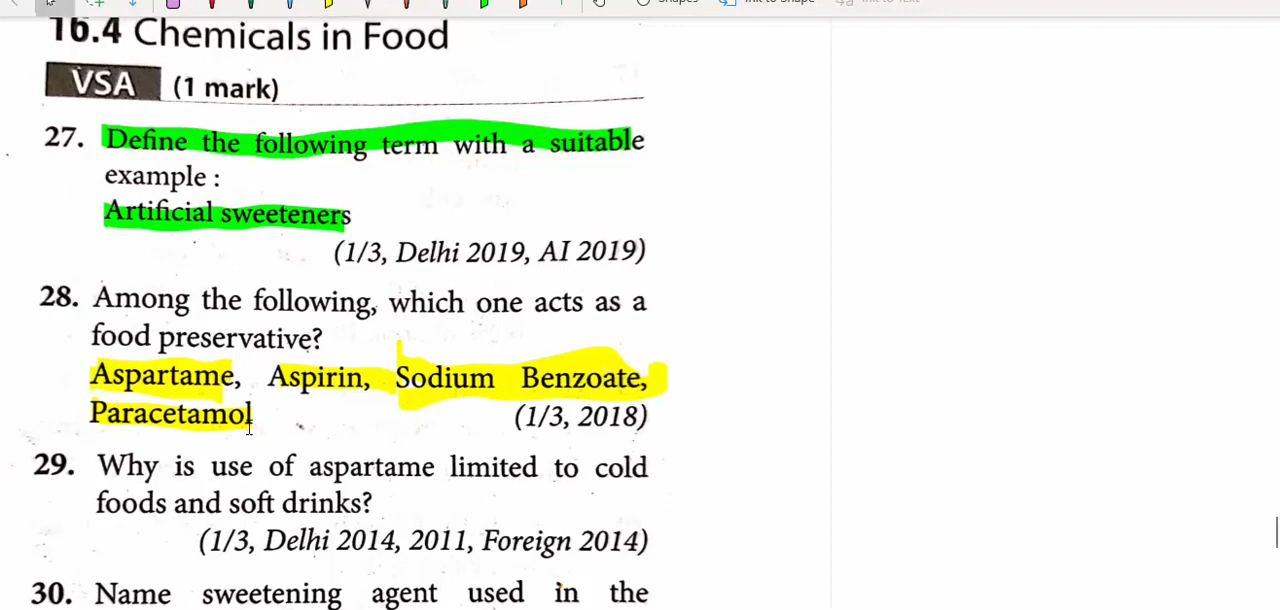 16.4 Chemicals in Food
VSA (1 mark)
27. Define the following term with a suitable
example :
Artificial sweeteners
(1/3, Delhi 2019, AI 2019)
28. Among the following, which one acts as a
food preservative?
Aspartame, Aspirin, Sodium Benzoate,
Paracetamol (1/3, 2018)
29. Why is use of aspartame limited to cold
foods and soft drinks?
(1/3, Delhi 2014, 2011, Foreign 2014)
30. Name sweetening agent used in the